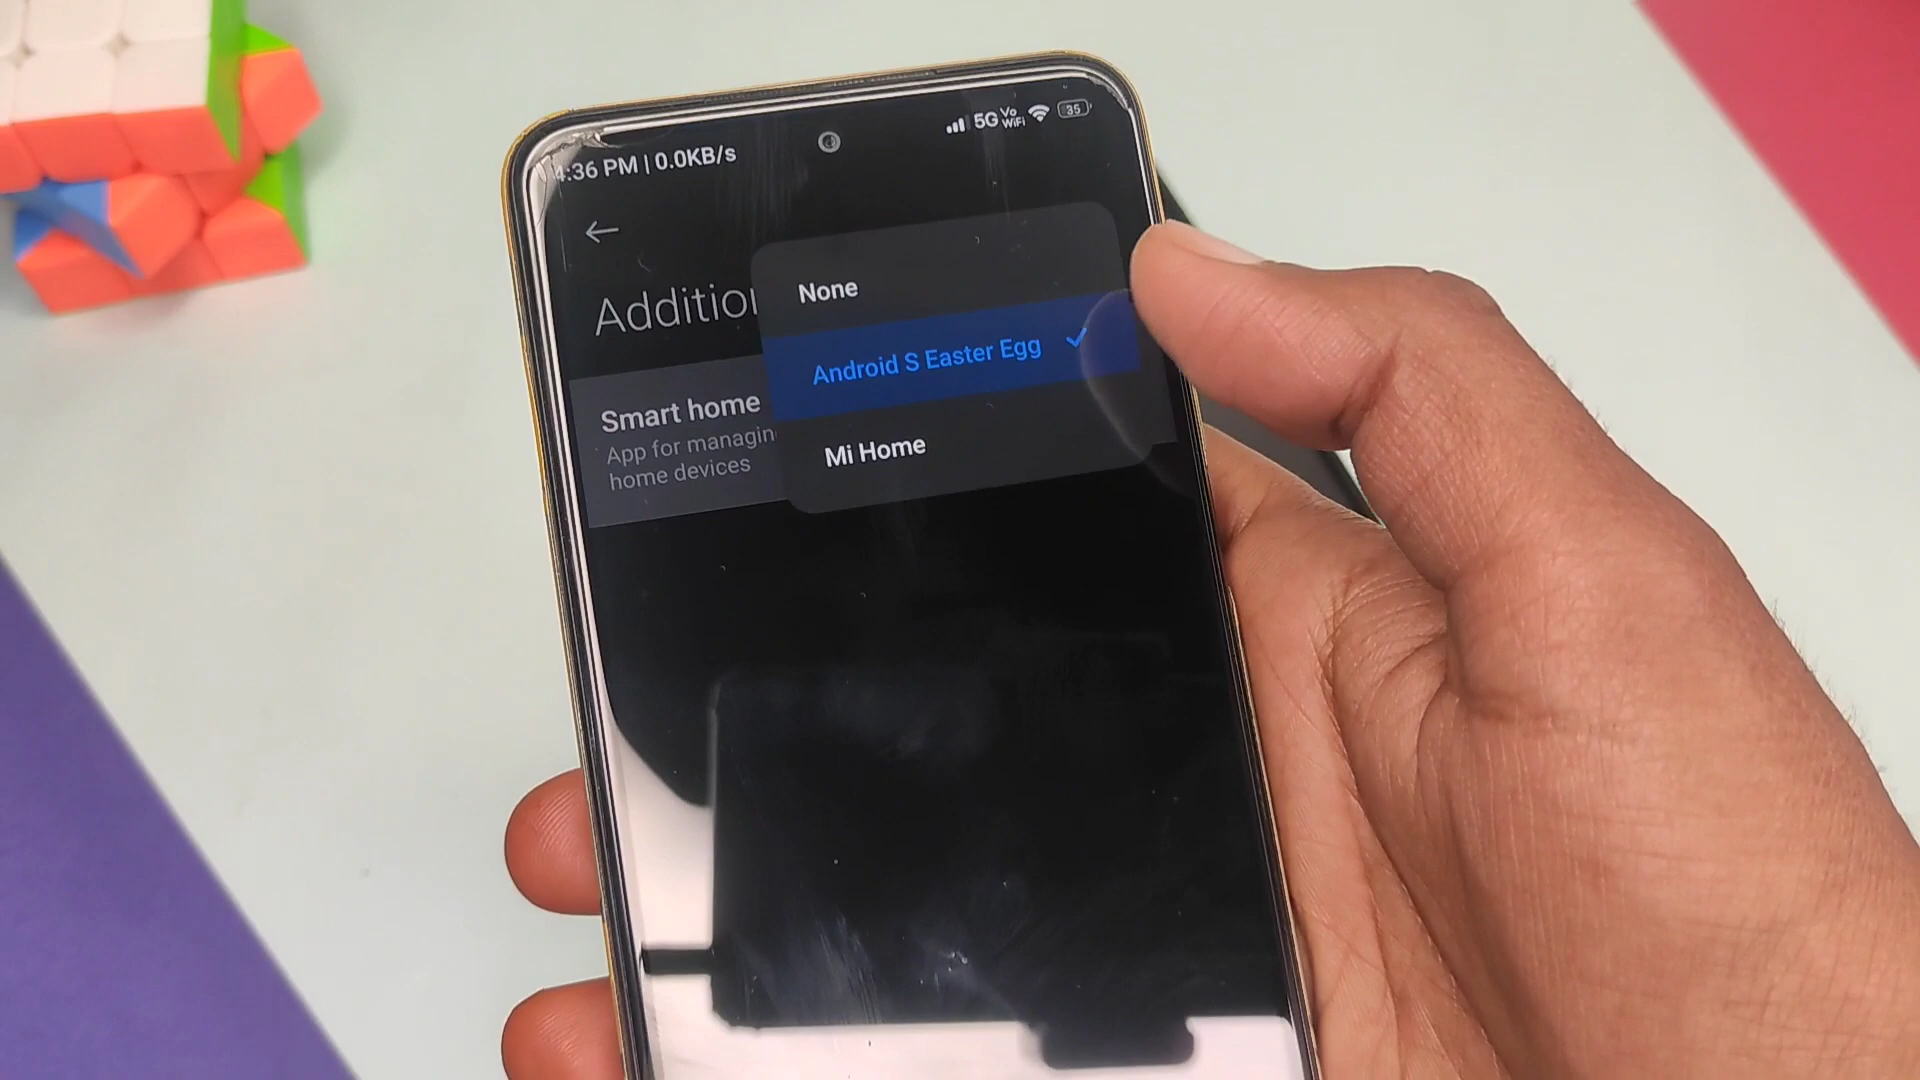 4:36 PM | 0.0KB/s
5G Vo WiFi 35
Addition
None
Android S Easter Egg
Mi Home
Smart home
App for managin
home devices